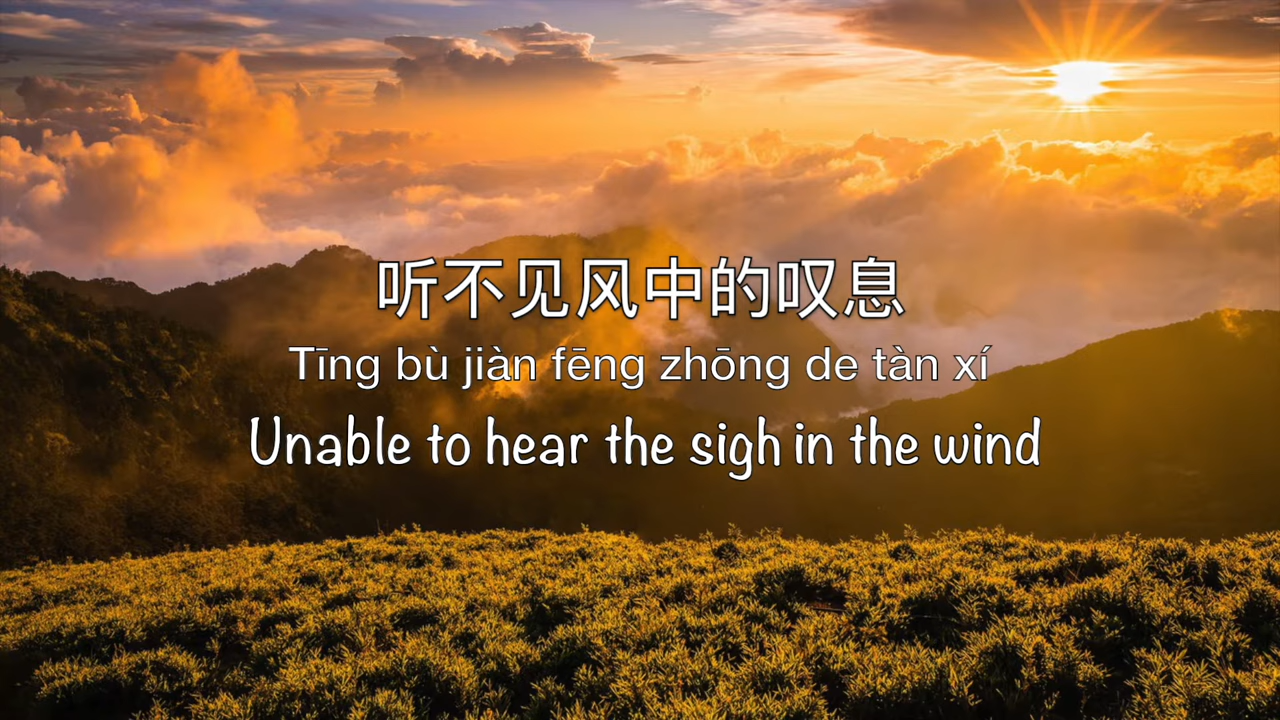 听不见风中的叹息
Tīng bù jiàn fēng zhōng de tàn xí
Unable to hear the sigh in the wind